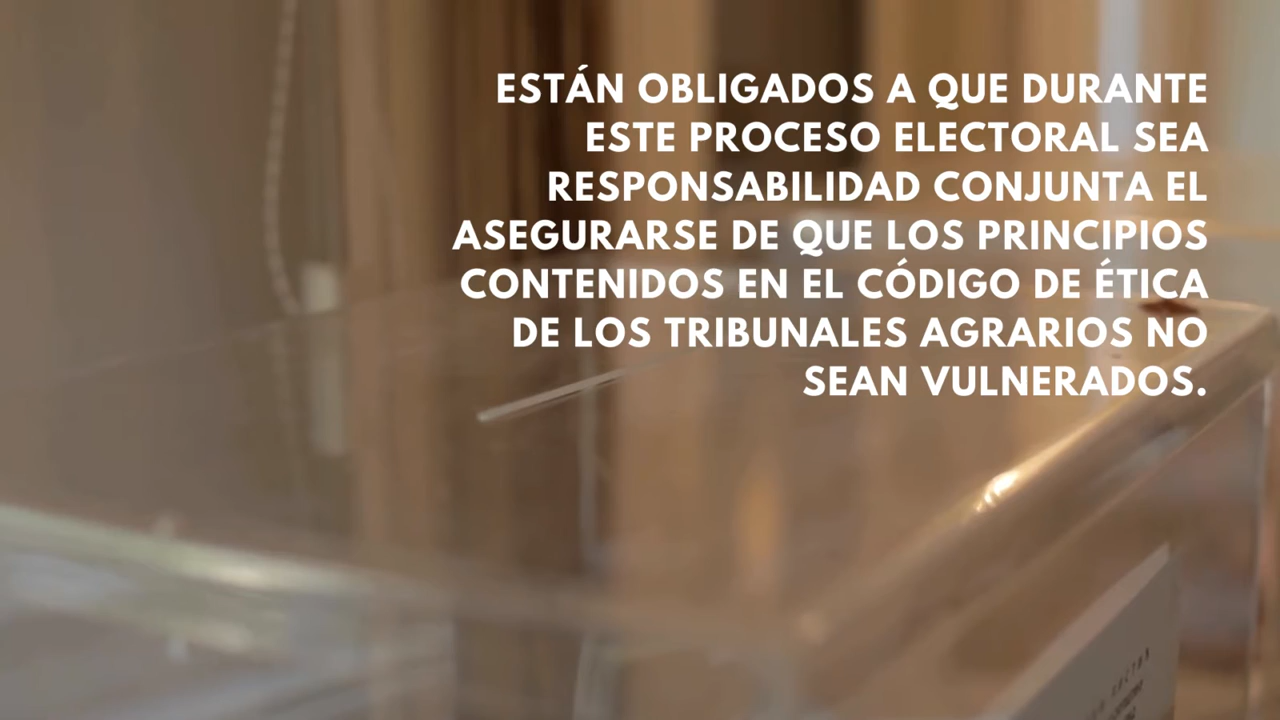 ESTÁN OBLIGADOS A QUE DURANTE
ESTE PROCESO ELECTORAL SEA
RESPONSABILIDAD CONJUNTA EL
ASEGURARSE DE QUE LOS PRINCIPIOS
CONTENIDOS EN EL CÓDIGO DE ÉTICA
DE LOS TRIBUNALES AGRARIOS NO
SEAN VULNERADOS.